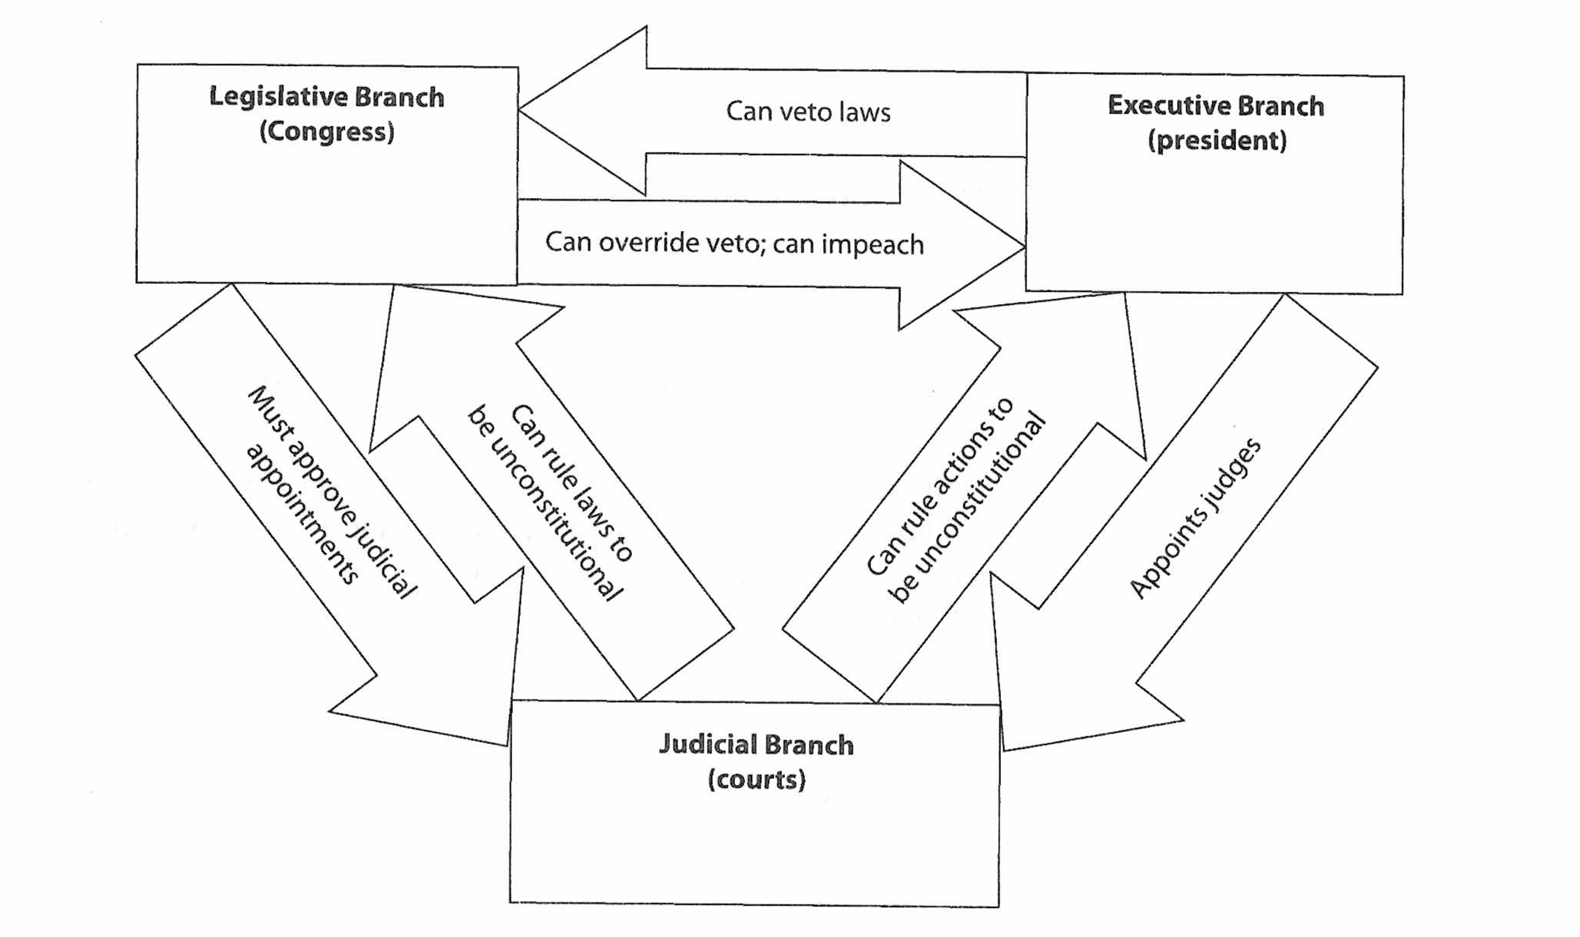 Legislative Branch
(Congress)
Can veto laws
Executive Branch
(president)
Can override veto; can impeach
Must approve judicial
appointments
Can rule laws to
be unconstitutional
Can rule actions to
be unconstitutional
Appoints judges
Judicial Branch
(courts)